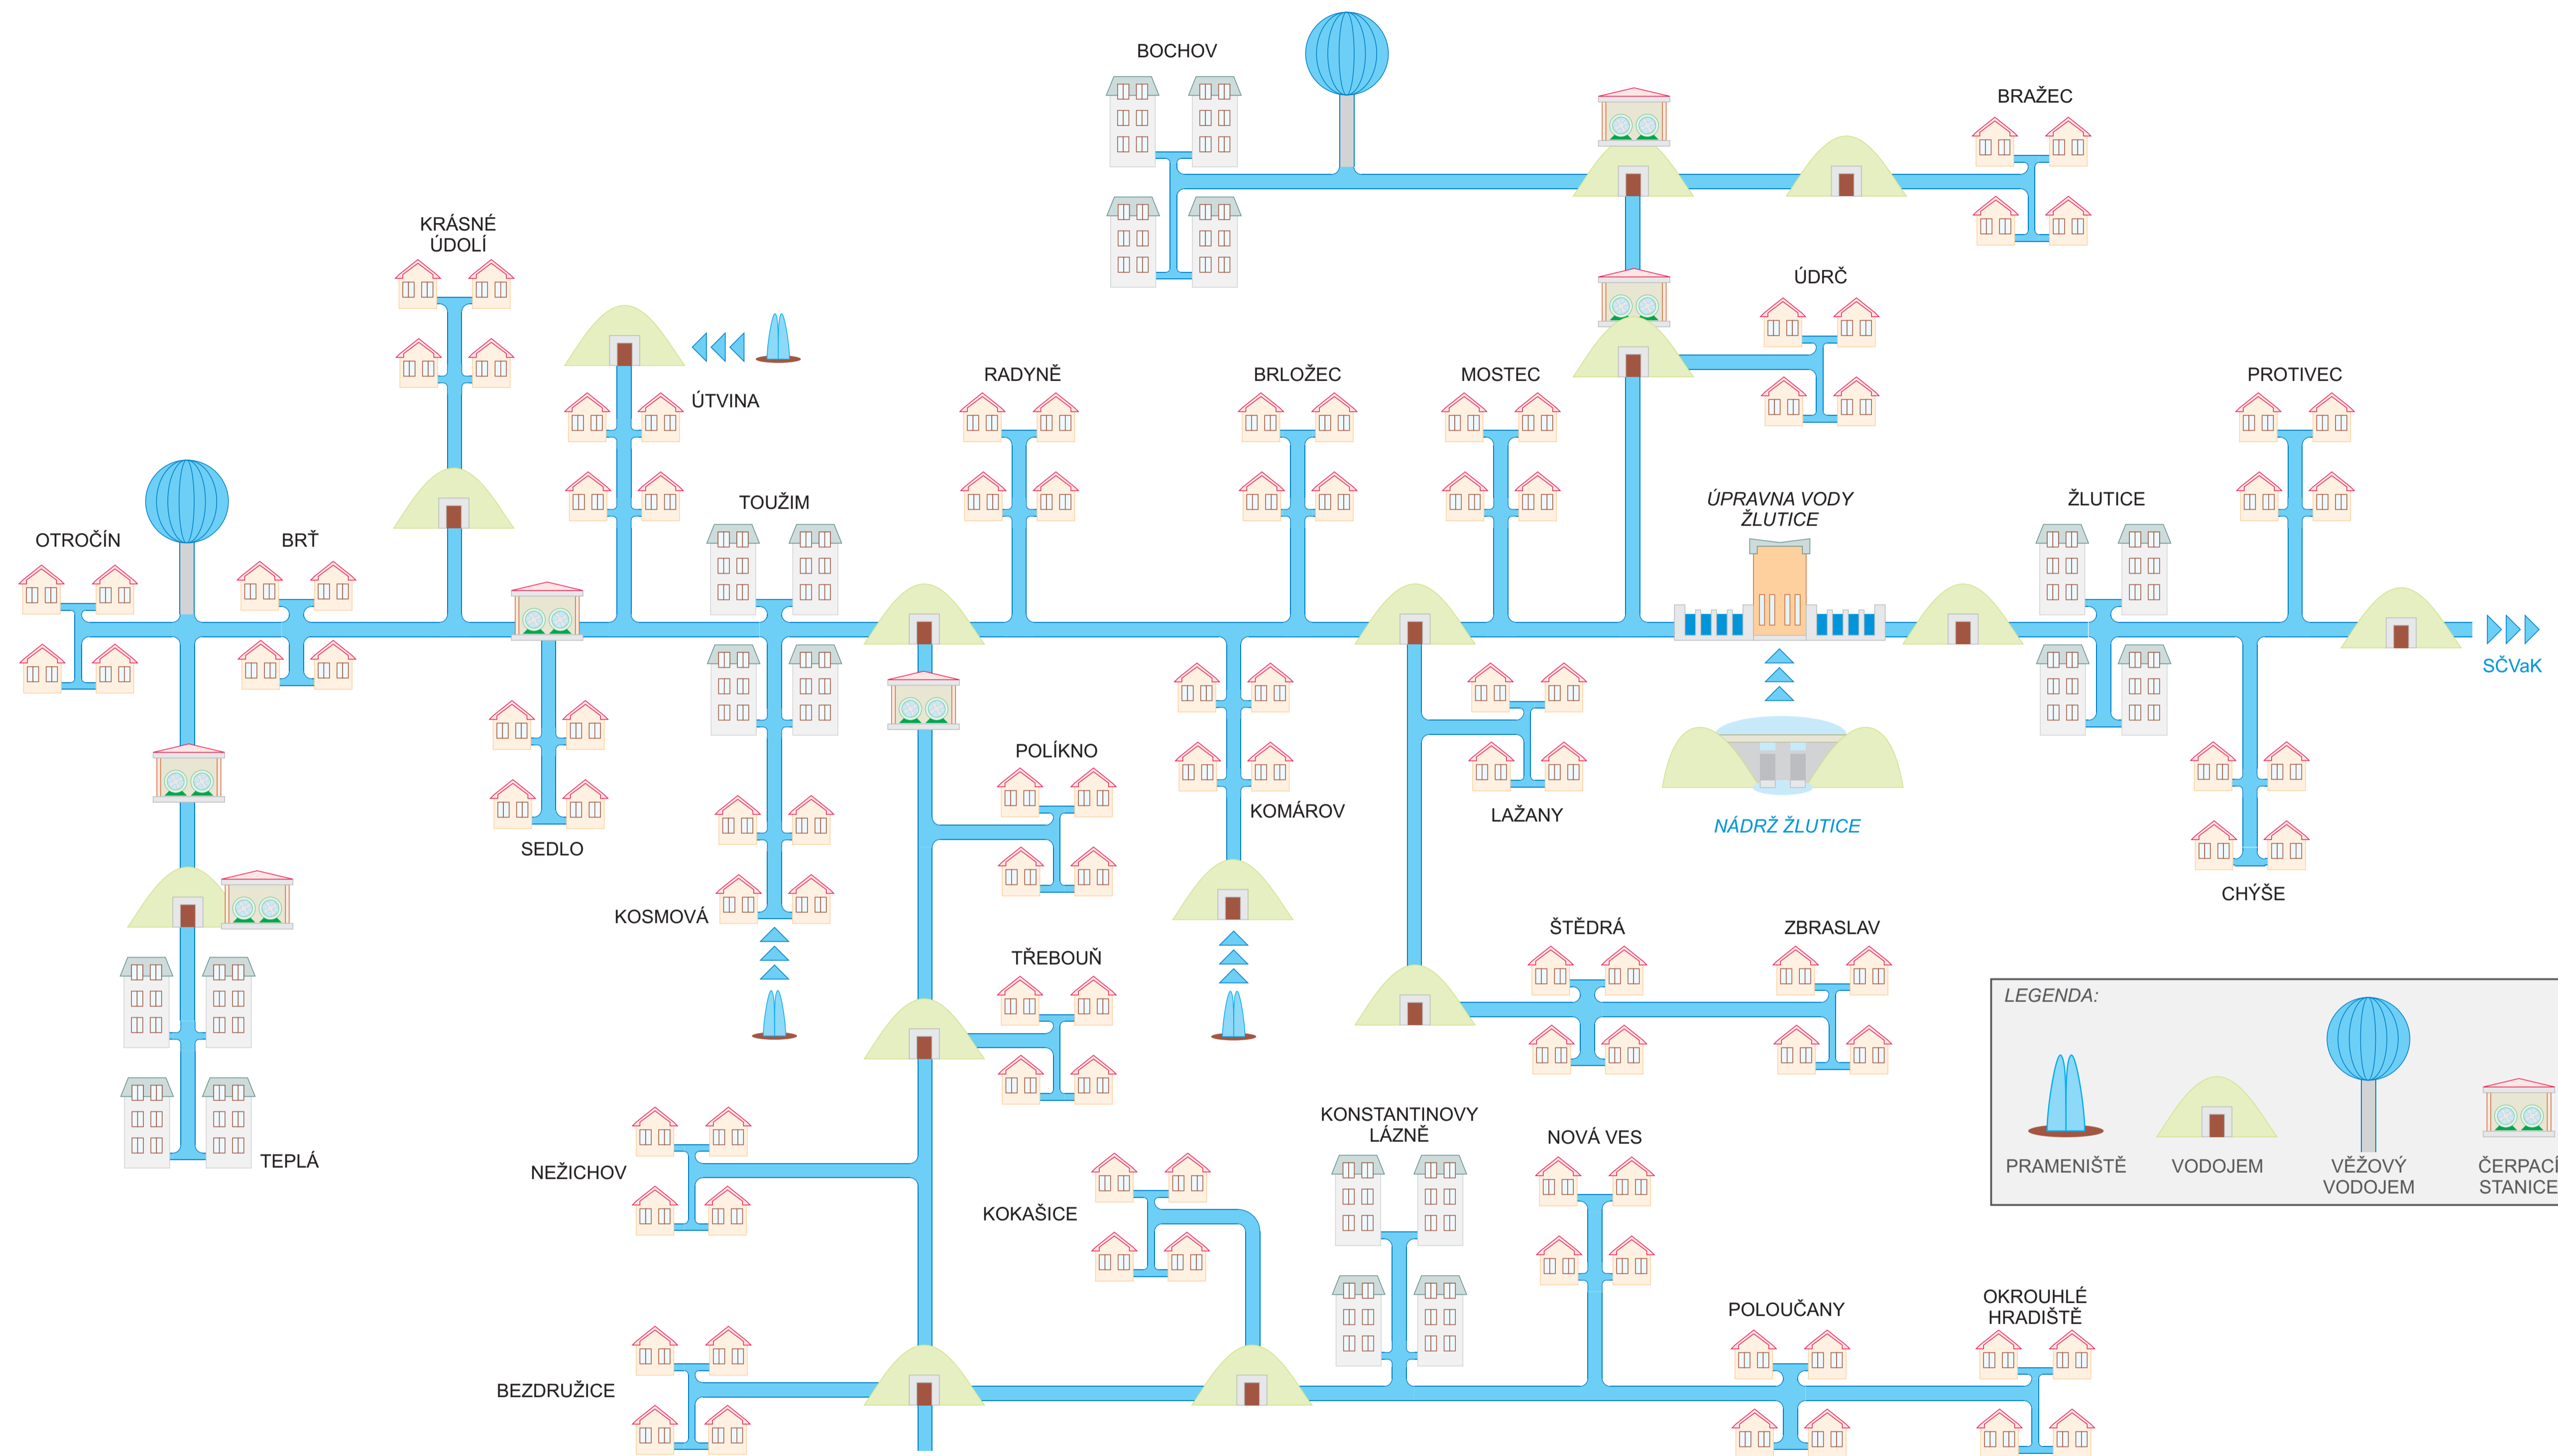 BOCHOV
BRAŽEC
KRÁSNÉ
ÚDOLÍ
ÚDRČ
ÚTVINA
RADYNĚ
BRLOŽEC
MOSTEC
PROTIVEC
OTROČÍN
BRŤ
TOUŽIM
ÚPRAVNA VODY
ŽLUTICE
ŽLUTICE
SČVaK
SEDLO
POLÍKNO
KOMÁROV
LAŽANY
NÁDRŽ ŽLUTICE
CHÝŠE
KOSMOVÁ
TŘEBOUŇ
ŠTĚDRÁ
ZBRASLAV
TEPLÁ
NEŽICHOV
KOKAŠICE
KONSTANTINOVY
LÁZNĚ
NOVÁ VES
LEGENDA:
PRAMENIŠTĚ
VODOJEM
VĚŽOVÝ
VODOJEM
ČERPACÍ
STANICE
BEZDRUŽICE
POLOUČANY
OKROUHLÉ
HRADIŠTĚ